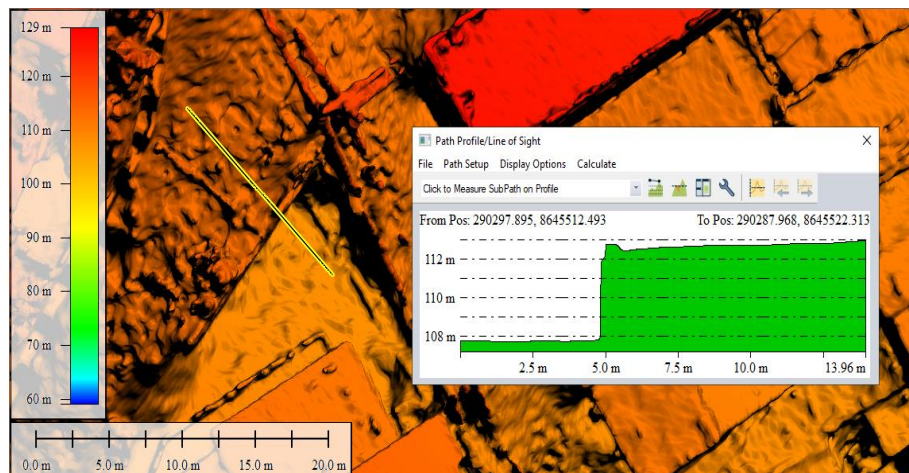 129 m
120 m
110 m
100 m
90 m
80 m
70 m
60 m
Path Profile/Line of Sight
File Path Setup Display Options Calculate
Click to Measure SubPath on Profile
From Pos: 290297.895, 8645512.493 To Pos: 290287.968, 8645522.313
112 m
110 m
108 m
2.5 m 5.0 m 7.5 m 10.0 m 13.96 m
0.0 m 5.0 m 10.0 m 15.0 m 20.0 m